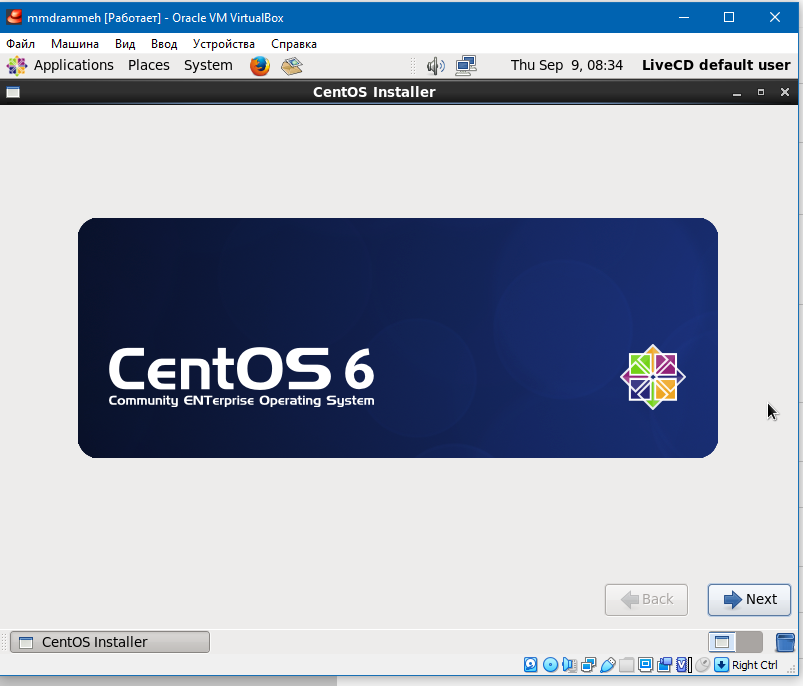 mmdrammeh [Работает] - Oracle VM VirtualBox
Файл Машина Вид Ввод Устройства Справка
Applications Places System Thu Sep 9, 08:34 LiveCD default user
CentOS Installer
CentOS 6
Community ENTerprise Operating System
Back Next
CentOS Installer
Right Ctrl